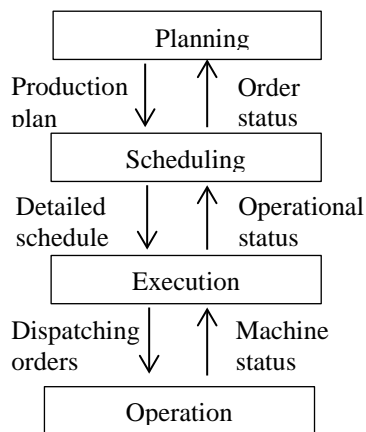 Planning
Production
plan
Order
status
Scheduling
Detailed
schedule
Operational
status
Execution
Dispatching
orders
Machine
status
Operation